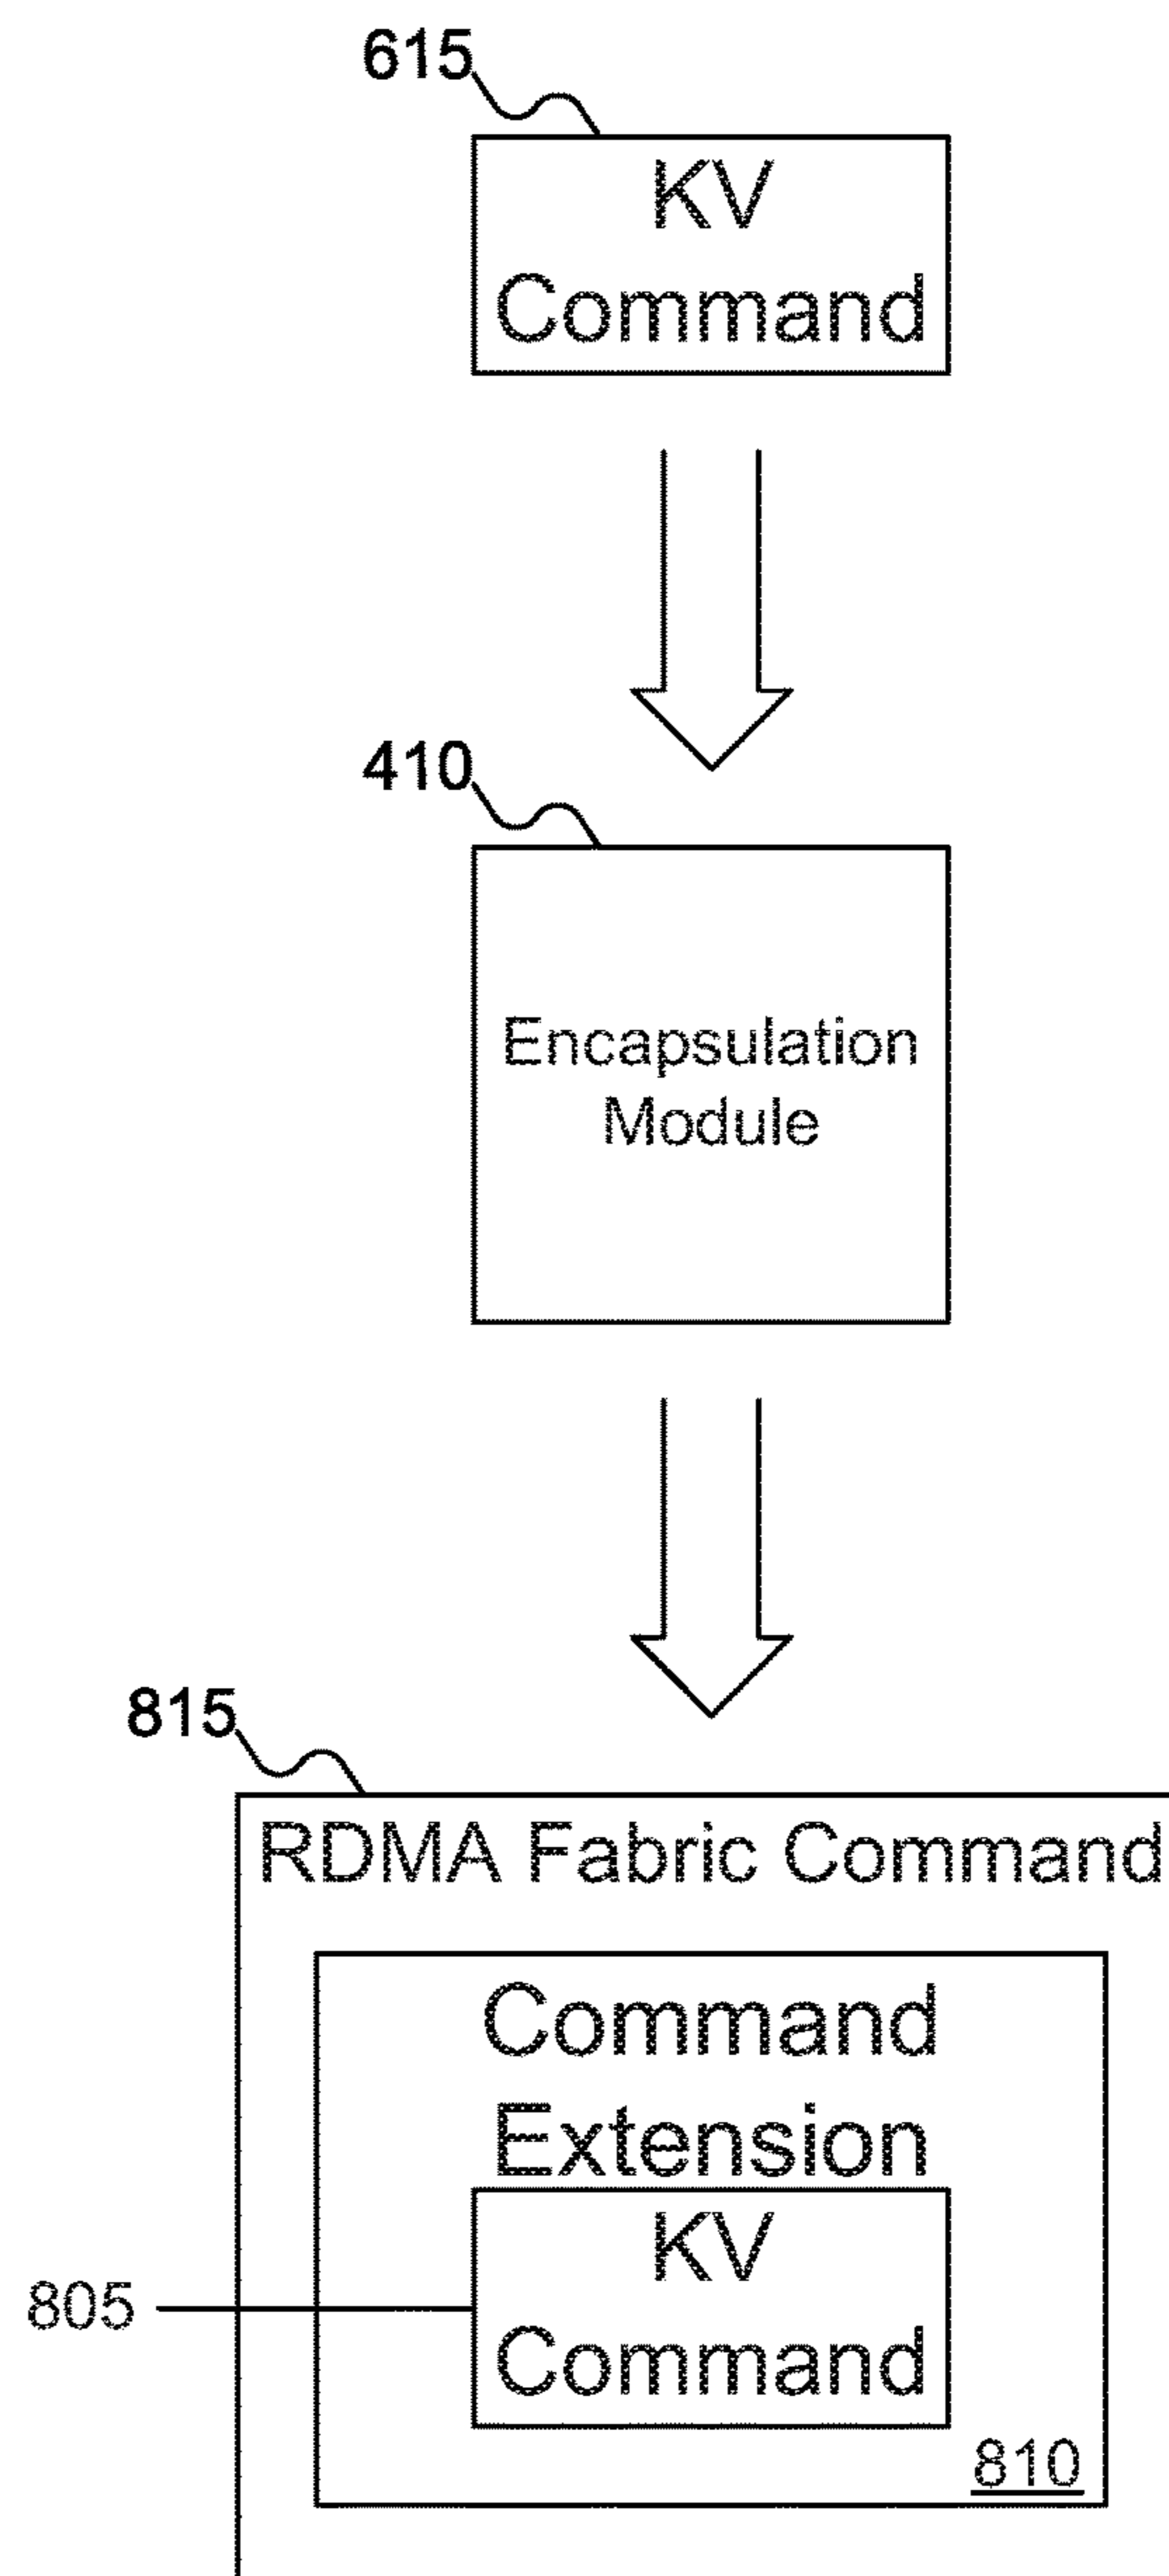 615
KV
Command
410
Encapsulation
Module
815
RDMA Fabric Command
Command
Extension
KV
805
Command
810